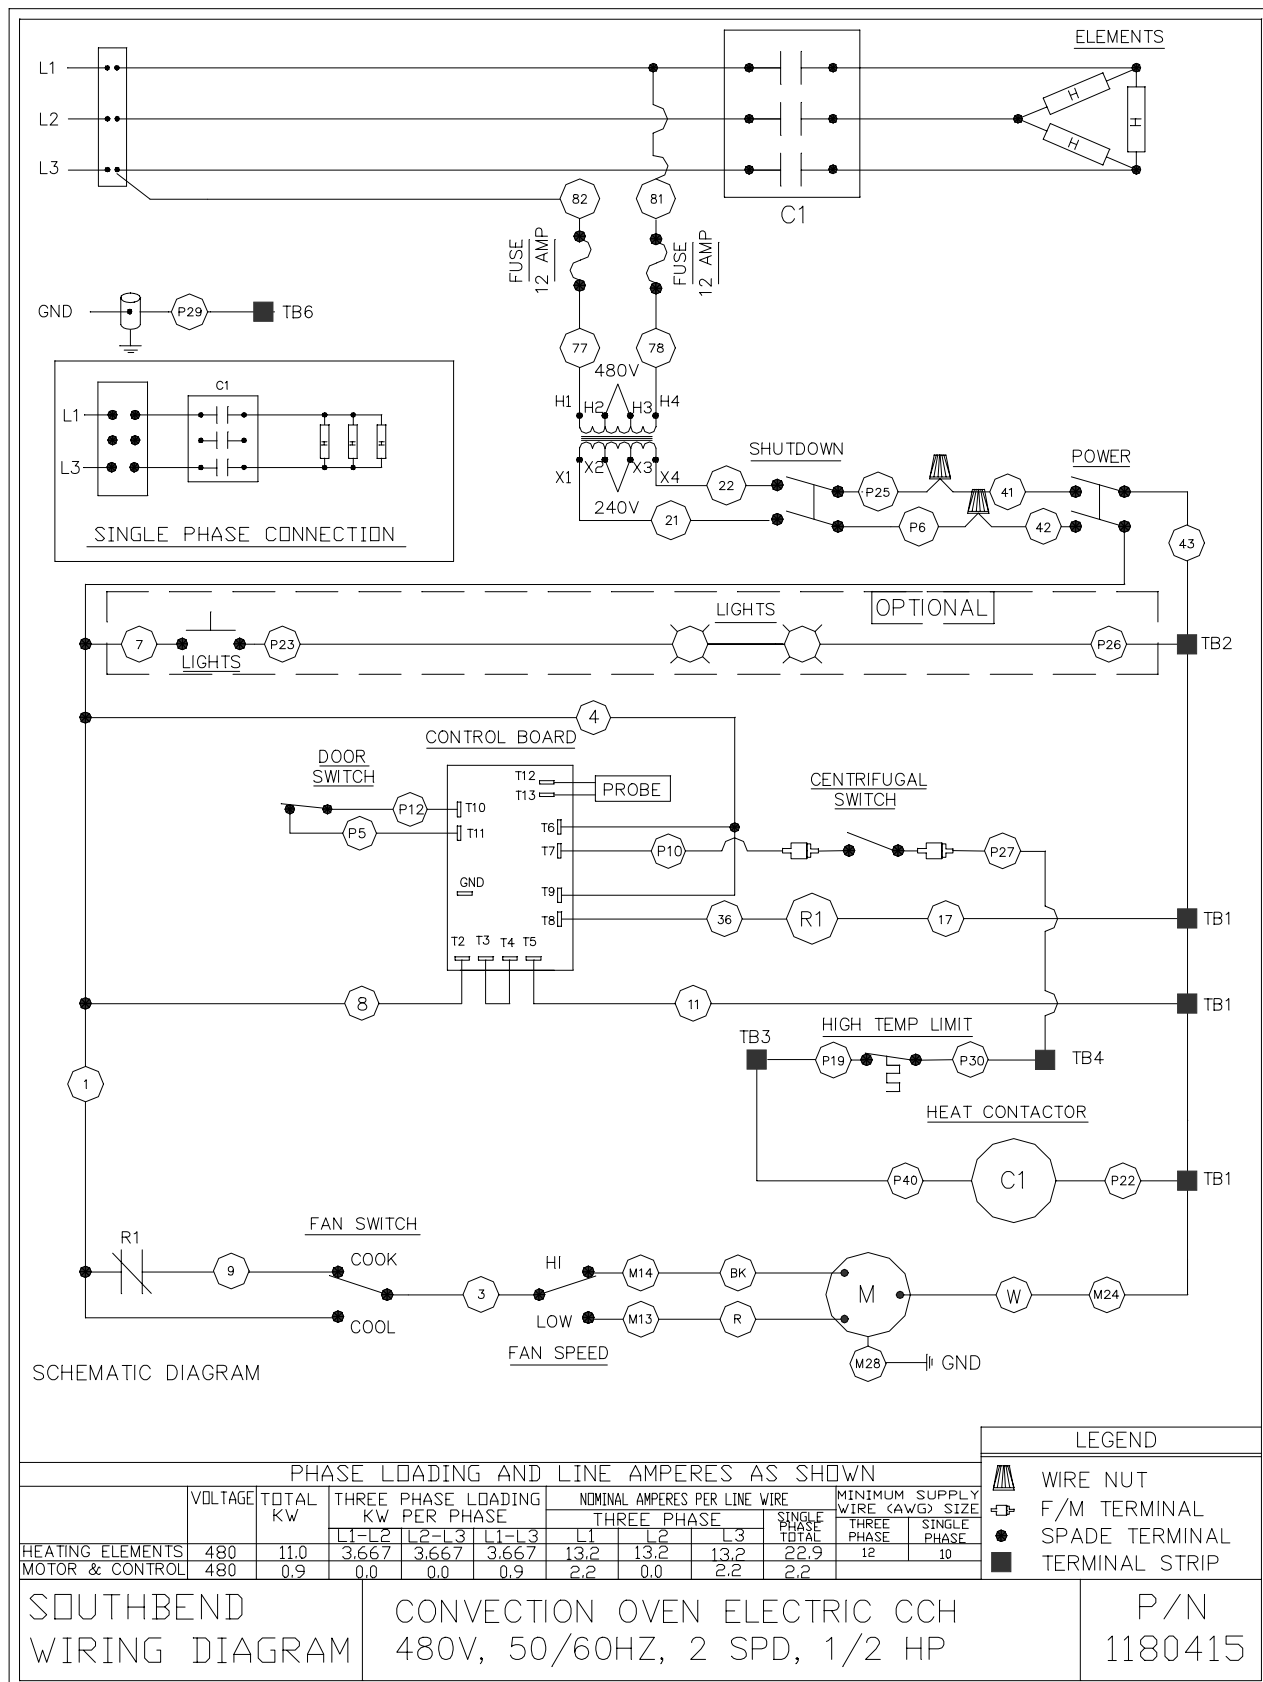 ELEMENTS
L1
L2
L3
H
H
H
C1
82
81
FUSE
12 AMP
FUSE
12 AMP
GND
P29
TB6
77
78
480V
H1
H2
H3
H4
C1
L1
L3
H
H
H
SINGLE PHASE CONNECTION
X1
X2
X3
X4
240V
22
21
SHUTDOWN
P25
P6
41
42
POWER
43
OPTIONAL
LIGHTS
7
P23
LIGHTS
P26
TB2
4
CONTROL BOARD
DOOR
SWITCH
P12
P5
T10
T11
T12
T13
PROBE
T6
T7
GND
T9
T8
T2
T3
T4
T5
P10
CENTRIFUGAL
SWITCH
P27
36
R1
17
TB1
8
11
TB1
1
TB3
HIGH TEMP LIMIT
P19
P30
TB4
HEAT CONTACTOR
P40
C1
P22
TB1
FAN SWITCH
R1
9
COOK
COOL
3
HI
LOW
FAN SPEED
M14
BK
M13
R
M
W
M24
M28
GND
SCHEMATIC DIAGRAM
LEGEND
WIRE NUT
F/M TERMINAL
SPADE TERMINAL
TERMINAL STRIP
PHASE LOADING AND LINE AMPERES AS SHOWN
VOLTAGE
TOTAL
KW
THREE PHASE LOADING
KW PER PHASE
L1-L2 L2-L3 L1-L3
NOMINAL AMPERES PER LINE WIRE
THREE PHASE
L1 L2 L3
SINGLE
PHASE
TOTAL
MINIMUM SUPPLY
WIRE (AWG) SIZE
THREE
PHASE
SINGLE
PHASE
HEATING ELEMENTS 480 11.0 3.667 3.667 3.667 13.2 13.2 13.2 22.9 12 10
MOTOR & CONTROL 480 0.9 0.0 0.0 0.9 2.2 0.0 2.2 2.2
SOUTHBEND
WIRING DIAGRAM
CONVECTION OVEN ELECTRIC CCH
480V, 50/60HZ, 2 SPD, 1/2 HP
P/N
1180415